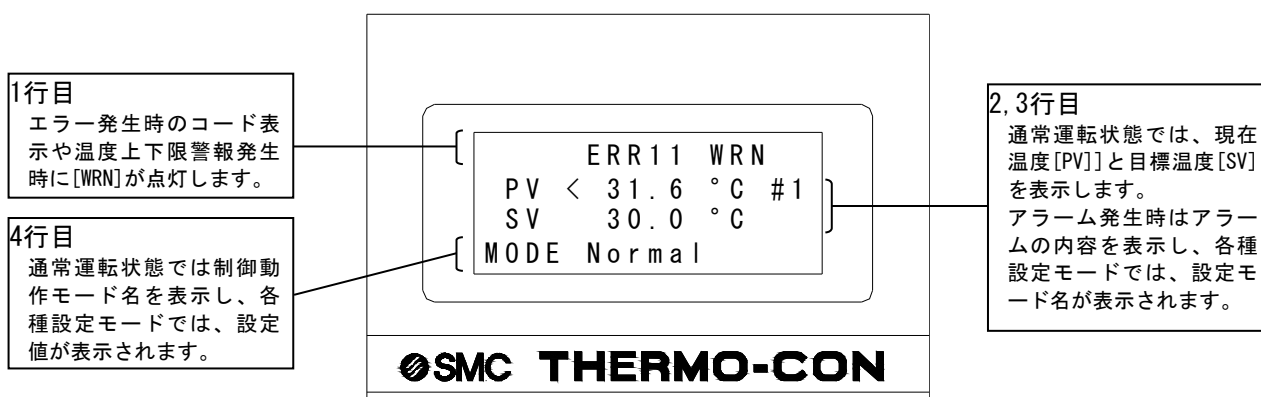 1行目
エラー発生時のコード表
示や温度上下限警報発生
時に[WRN]が点灯します。
4行目
通常運転状態では制御動
作モード名を表示し、各
種設定モードでは、設定
値が表示されます。
ERR11 WRN
PV < 31.6 °C #1
SV 30.0 °C
MODE Normal
SMC THERMO-CON
2,3行目
通常運転状態では、現在
温度[PV]]と目標温度[SV]
を表示します。
アラーム発生時はアラー
ムの内容を表示し、各種
設定モードでは、設定モ
ード名が表示されます。